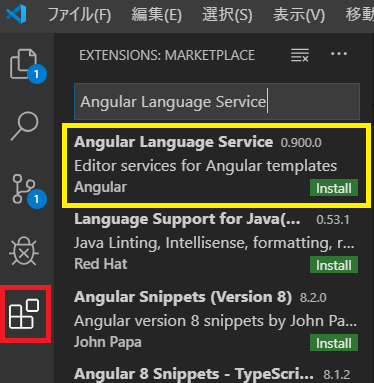 ファイル(F) 編集(E) 選択(S) 表示(V) 移動
EXTENSIONS: MARKETPLACE
1
Angular Language Service
Angular Language Service 0.900.0
Editor services for Angular templates
Angular Install
1
Language Support for Java(... 0.53.1
Java Linting, Intellisense, formatting, r...
Red Hat Install
Angular Snippets (Version 8) 8.2.0
Angular version 8 snippets by John Pa...
John Papa Install
Angular 8 Snippets - TypeScri... 8.1.2